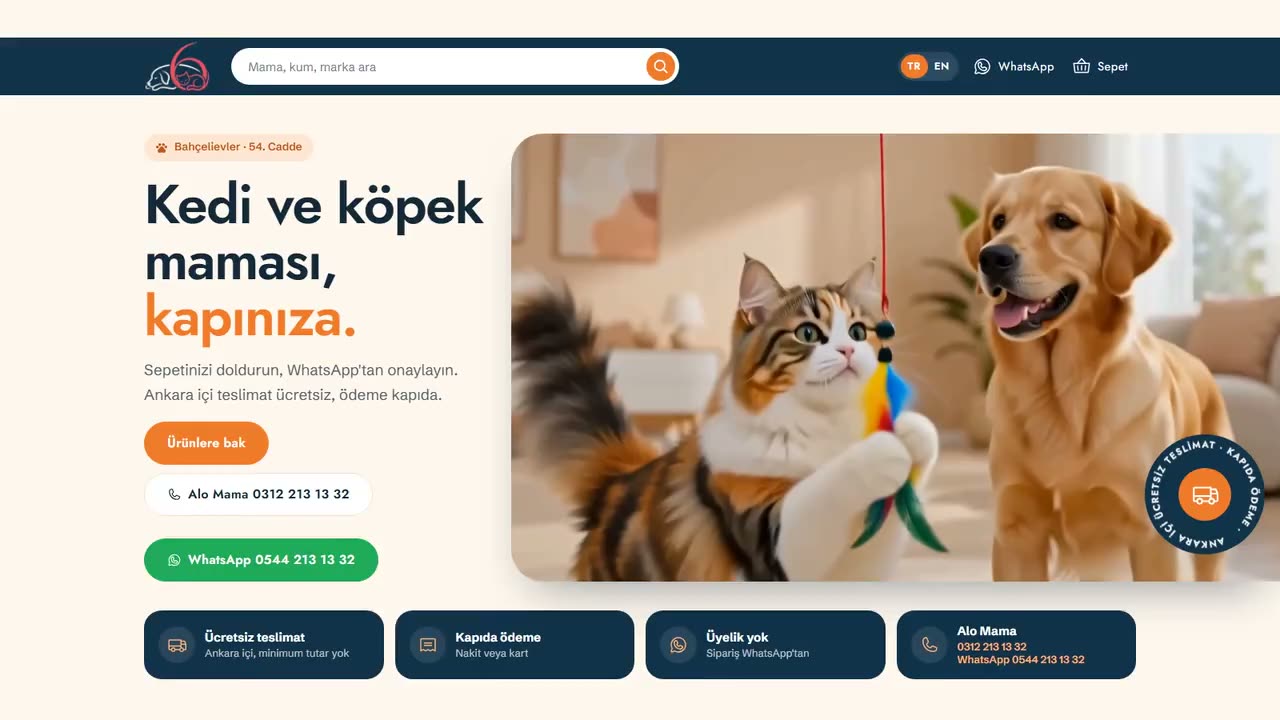 Mama, kum, marka ara
TR EN
WhatsApp
Sepet
Bahçelievler · 54. Cadde
Kedi ve köpek
maması,
kapınıza.
Sepetinizi doldurun, WhatsApp'tan onaylayın.
Ankara içi teslimat ücretsiz, ödeme kapıda.
Ürünlere bak
Alo Mama 0312 213 13 32
WhatsApp 0544 213 13 32
ANKARA İÇİ ÜCRETSİZ TESLİMAT · KAPIDA ÖDEME ·
Ücretsiz teslimat
Ankara içi, minimum tutar yok
Kapıda ödeme
Nakit veya kart
Üyelik yok
Sipariş WhatsApp'tan
Alo Mama
0312 213 13 32
WhatsApp 0544 213 13 32